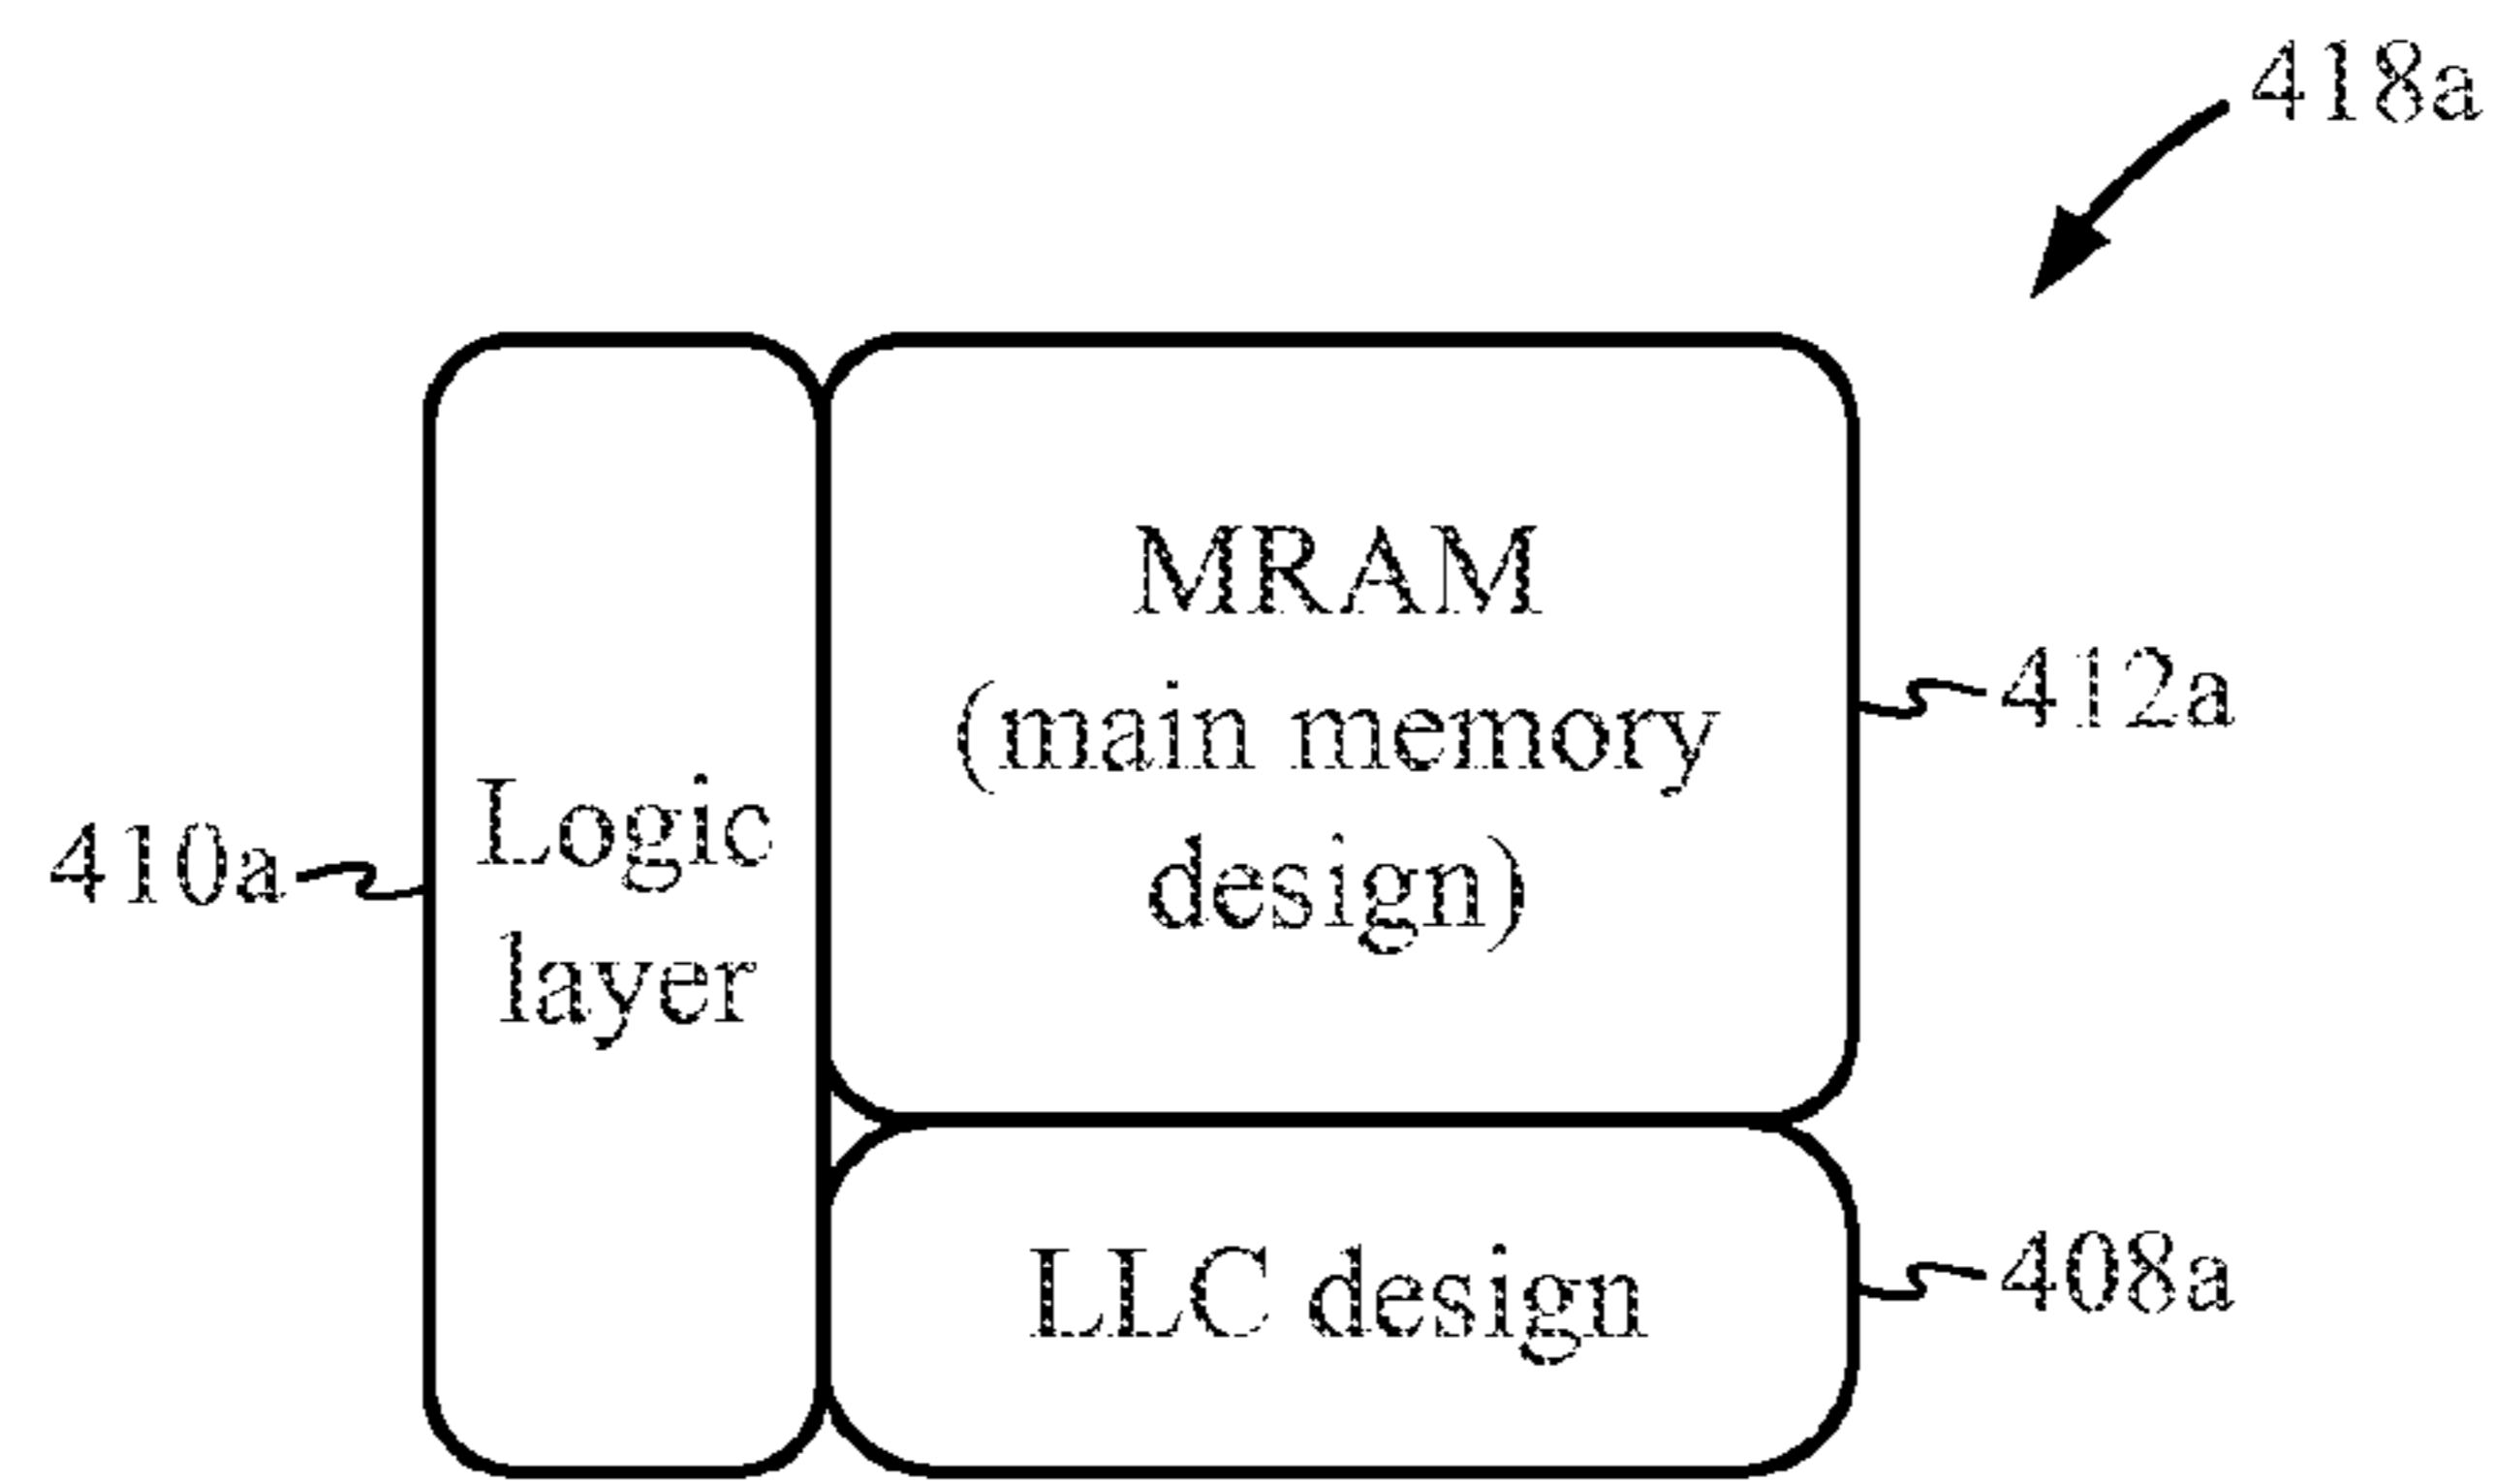 418a
MRAM
(main memory
design)
412a
410a
Logic
layer
LLC design
408a